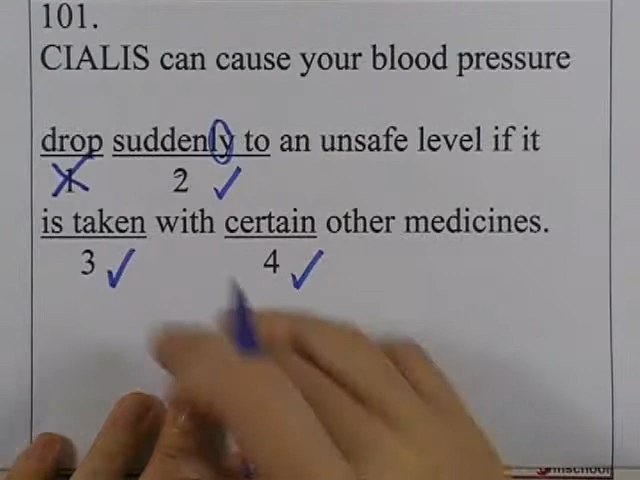 101.
CIALIS can cause your blood pressure
drop suddenly to an unsafe level if it
1 2
is taken with certain other medicines.
3 4